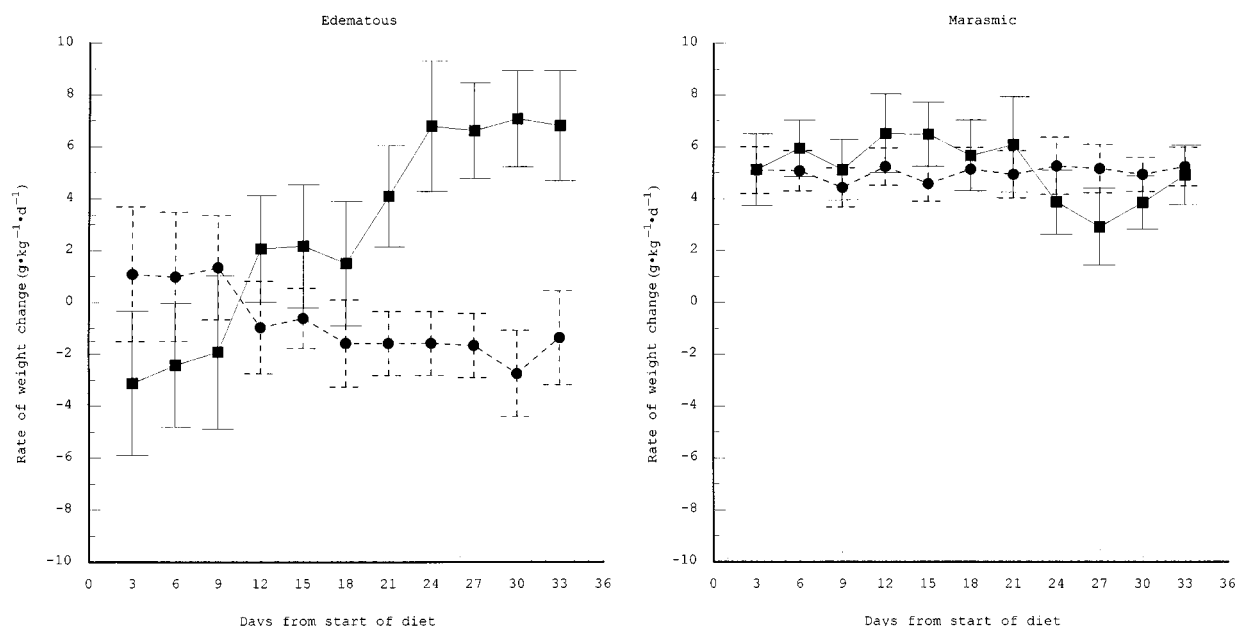 Edematous
Rate of weight change (g•kg⁻¹•d⁻¹)
10
8
6
4
2
0
−2
−4
−6
−8
−10
0 3 6 9 12 15 18 21 24 27 30 33 36
Days from start of diet
Marasmic
Rate of weight change (g•kg⁻¹•d⁻¹)
10
8
6
4
2
0
−2
−4
−6
−8
−10
0 3 6 9 12 15 18 21 24 27 30 33 36
Days from start of diet